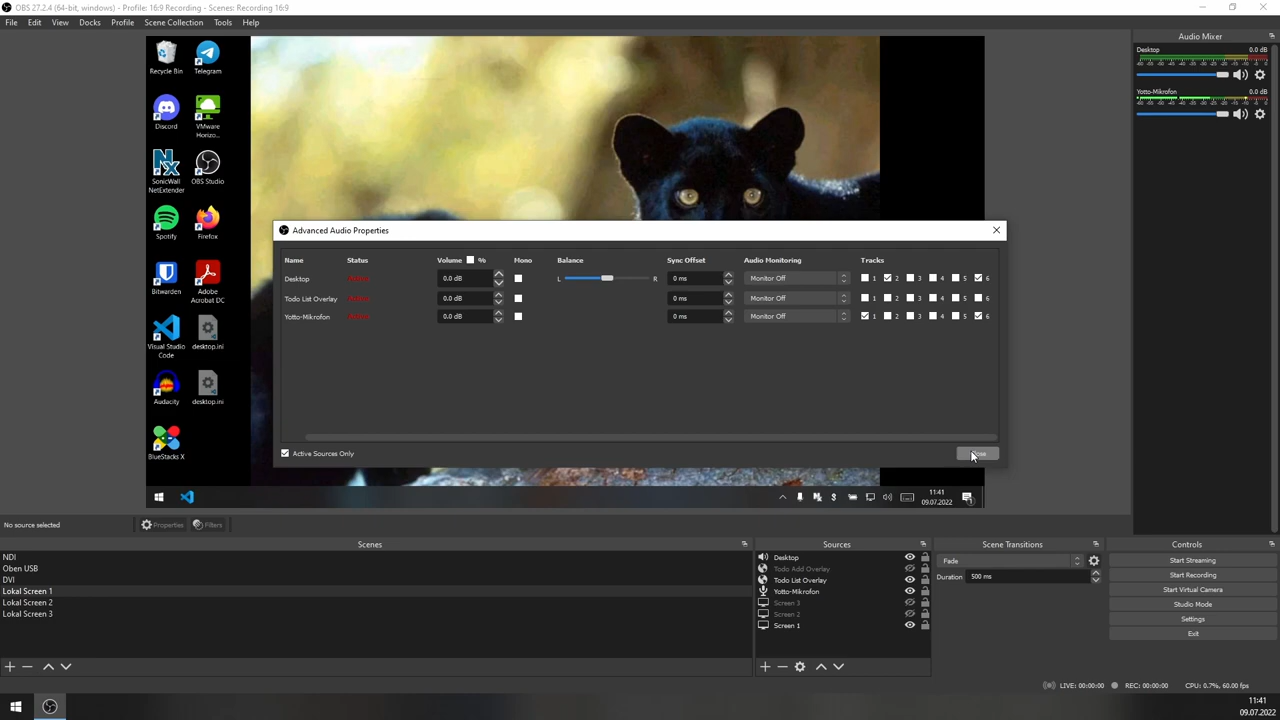 OBS 27.2.4 (64-bit, windows) - Profile: 16:9 Recording - Scenes: Recording 16:9
File Edit View Docks Profile Scene Collection Tools Help
Audio Mixer
Desktop 0.0 dB
Yotto-Mikrofon 0.0 dB
Recycle Bin Telegram
Discord VMware Horizo...
SonicWall NetExtender OBS Studio
Spotify Firefox
Bitwarden Adobe Acrobat DC
Visual Studio Code desktop.ini
Audacity desktop.ini
BlueStacks X
Advanced Audio Properties
Name Status Volume % Mono Balance Sync Offset Audio Monitoring Tracks
Desktop 0.0 dB L R 0 ms Monitor Off 1 2 3 4 5 6
Todo List Overlay 0.0 dB 0 ms Monitor Off 1 2 3 4 5 6
Yotto-Mikrofon 0.0 dB 0 ms Monitor Off 1 2 3 4 5 6
Active Sources Only
11:41
09.07.2022
No source selected Properties Filters
Scenes
NDI
Open USB
DVI
Lokal Screen 1
Lokal Screen 2
Lokal Screen 3
Sources
Desktop
Todo Add Overlay
Todo List Overlay
Yotto-Mikrofon
Screen 3
Screen 2
Screen 1
Scene Transitions
Fade
Duration 500 ms
Controls
Start Streaming
Start Recording
Start Virtual Camera
Studio Mode
Settings
Exit
LIVE: 00:00:00 REC: 00:00:00 CPU: 0.7%, 60.00 fps
11:41
09.07.2022